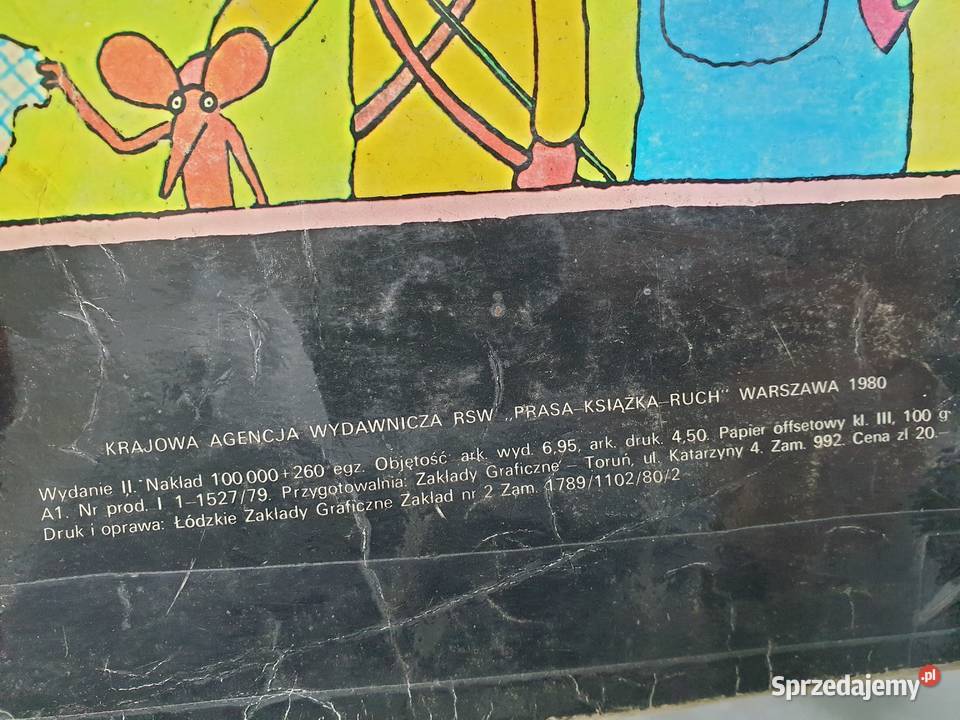 KRAJOWA AGENCJA WYDAWNICZA RSW „PRASA–KSIĄŻKA–RUCH" WARSZAWA 1980
Wydanie II. Nakład 100 000 + 260 egz. Objętość ark. wyd. 6,95, ark. druk. 4,50. Papier offsetowy kl. III, 100 g
A1. Nr prod. I 1–1527/79. Przygotowalnia: Zakłady Graficzne – Toruń, ul. Katarzyny 4. Zam. 992. Cena zł 20.–
Druk i oprawa: Łódzkie Zakłady Graficzne Zakład nr 2 Zam. 1789/1102/80/2
Sprzedajemy.pl